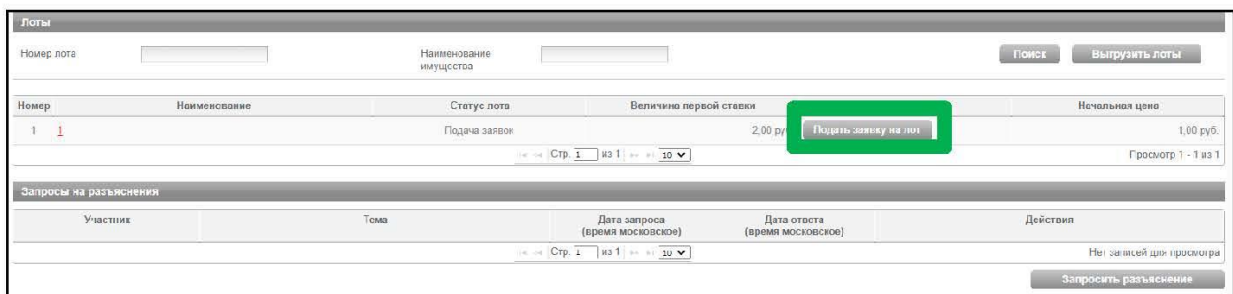 Лоты
Номер лота Наименование имущества Поиск Выгрузить лоты
Номер Наименование Статус лота Величина первой ставки Начальная цена
1 1 Подача заявок 2,00 ру Подать заявку на лот 1,00 руб.
Стр. 1 из 1 10 Просмотр 1 - 1 из 1
Запросы на разъяснения
Участник Тема Дата запроса (время московское) Дата ответа (время московское) Действия
Стр. 1 из 1 10 Нет записей для просмотра
Запросить разъяснение